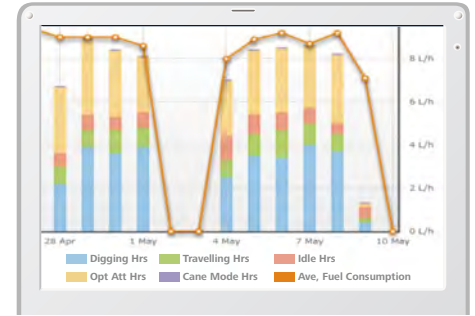 8 L/h
6 L/h
4 L/h
2 L/h
0 L/h
28 Apr 1 May 4 May 7 May 10 May
Digging Hrs Travelling Hrs Idle Hrs
Opt Att Hrs Cane Mode Hrs Ave, Fuel Consumption